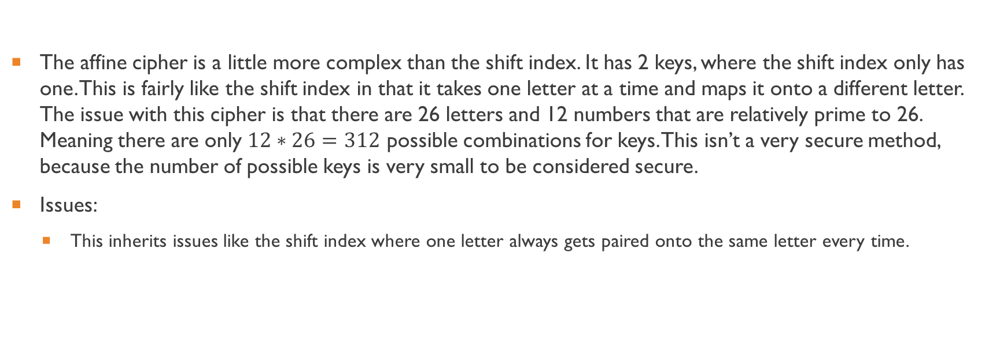 The affine cipher is a little more complex than the shift index. It has 2 keys, where the shift index only has
one. This is fairly like the shift index in that it takes one letter at a time and maps it onto a different letter.
The issue with this cipher is that there are 26 letters and 12 numbers that are relatively prime to 26.
Meaning there are only 12 ∗ 26 = 312 possible combinations for keys. This isn’t a very secure method,
because the number of possible keys is very small to be considered secure.
Issues:
This inherits issues like the shift index where one letter always gets paired onto the same letter every time.